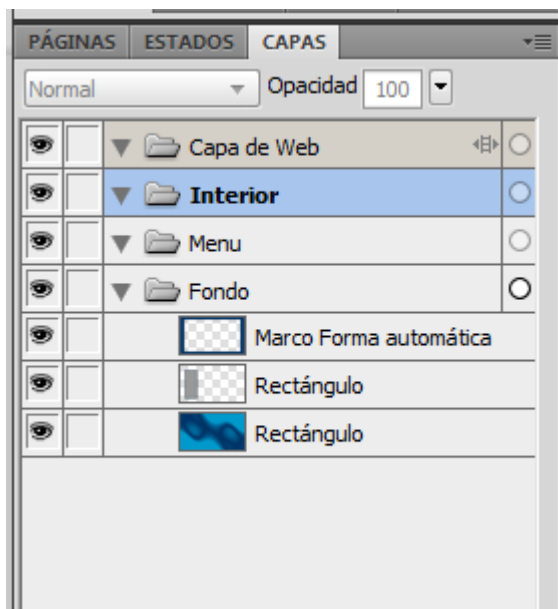 PÁGINAS ESTADOS CAPAS
Normal Opacidad 100
Capa de Web
Interior
Menu
Fondo
Marco Forma automática
Rectángulo
Rectángulo